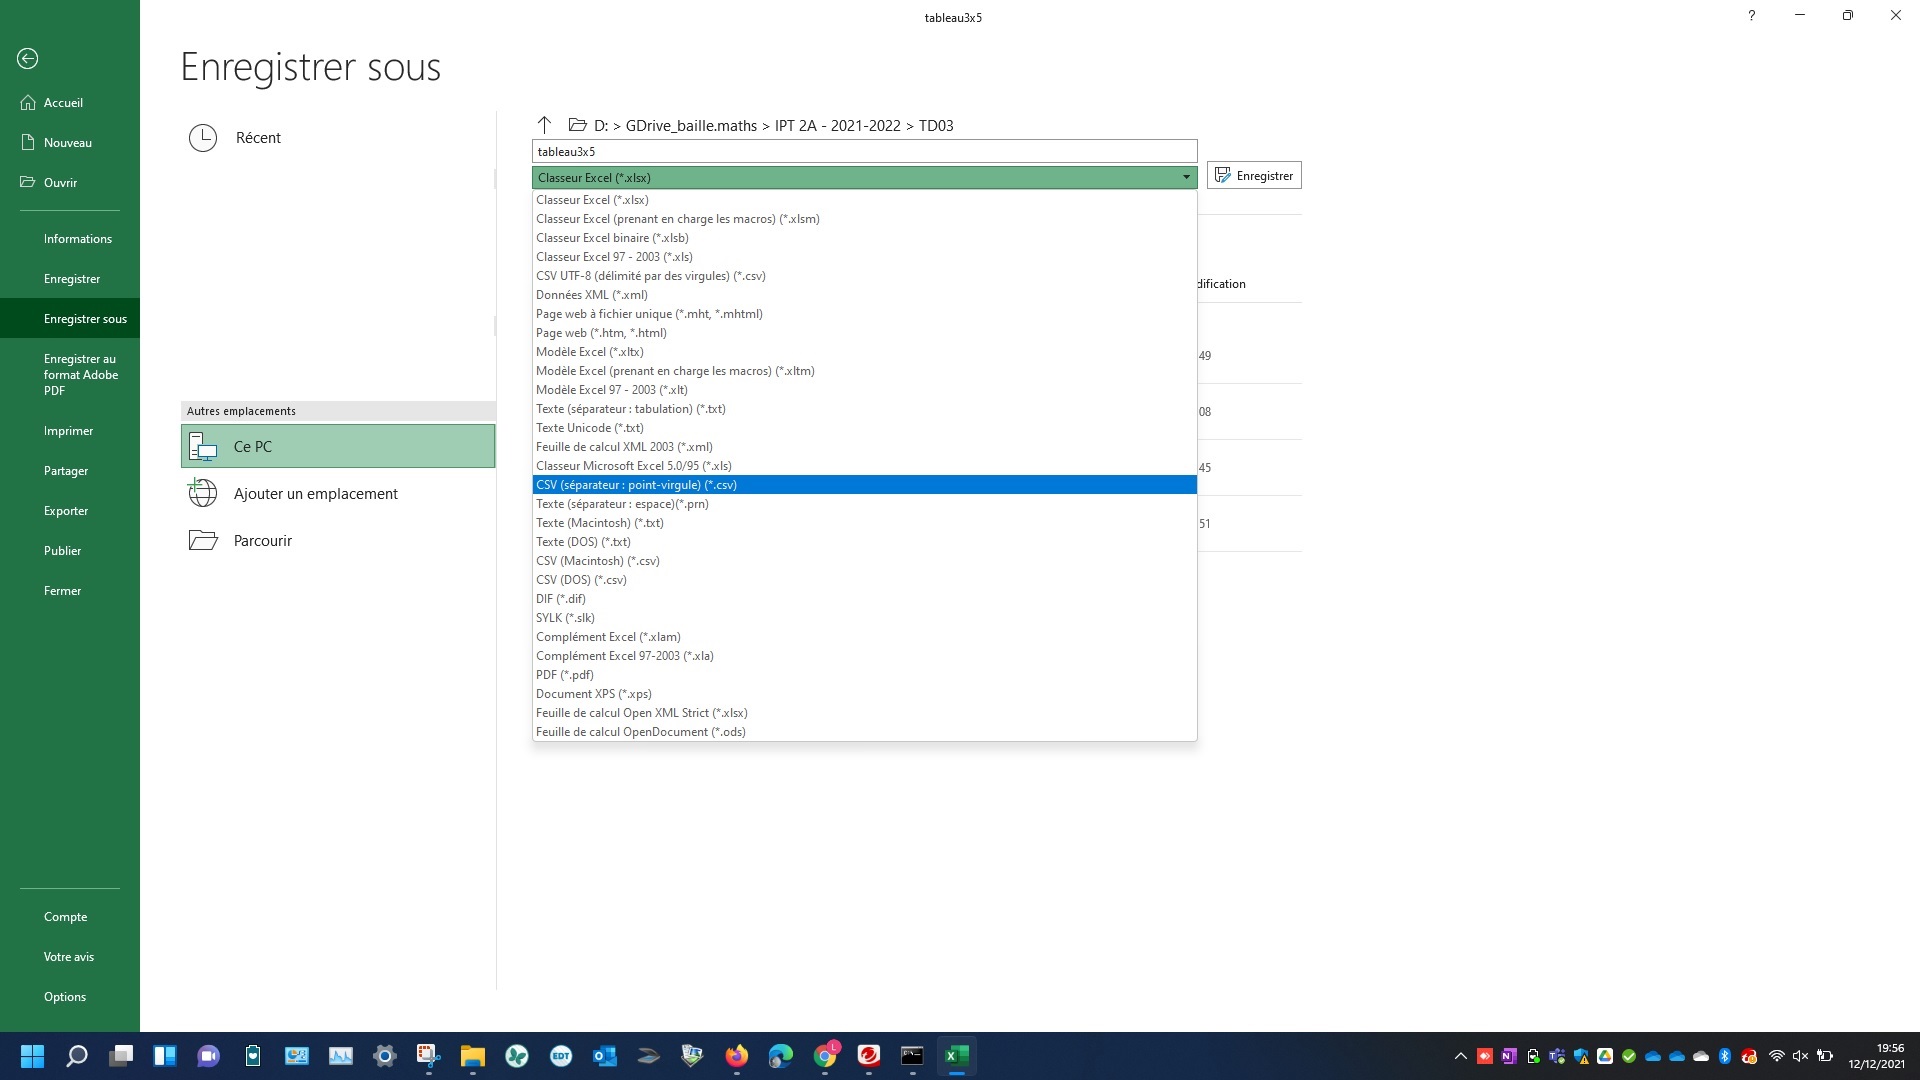 tableau3x5
?
Enregistrer sous
Accueil
Nouveau
Ouvrir
Informations
Enregistrer
Enregistrer sous
Enregistrer au
format Adobe
PDF
Imprimer
Partager
Exporter
Publier
Fermer
Compte
Votre avis
Options
Récent
Autres emplacements
Ce PC
Ajouter un emplacement
Parcourir
D: > GDrive_baille.maths > IPT 2A - 2021-2022 > TD03
tableau3x5
Classeur Excel (*.xlsx)
Enregistrer
Classeur Excel (*.xlsx)
Classeur Excel (prenant en charge les macros) (*.xlsm)
Classeur Excel binaire (*.xlsb)
Classeur Excel 97 - 2003 (*.xls)
CSV UTF-8 (délimité par des virgules) (*.csv)
Données XML (*.xml)
Page web à fichier unique (*.mht, *.mhtml)
Page web (*.htm, *.html)
Modèle Excel (*.xltx)
Modèle Excel (prenant en charge les macros) (*.xltm)
Modèle Excel 97 - 2003 (*.xlt)
Texte (séparateur : tabulation) (*.txt)
Texte Unicode (*.txt)
Feuille de calcul XML 2003 (*.xml)
Classeur Microsoft Excel 5.0/95 (*.xls)
CSV (séparateur : point-virgule) (*.csv)
Texte (séparateur : espace)(*.prn)
Texte (Macintosh) (*.txt)
Texte (DOS) (*.txt)
CSV (Macintosh) (*.csv)
CSV (DOS) (*.csv)
DIF (*.dif)
SYLK (*.slk)
Complément Excel (*.xlam)
Complément Excel 97-2003 (*.xla)
PDF (*.pdf)
Document XPS (*.xps)
Feuille de calcul Open XML Strict (*.xlsx)
Feuille de calcul OpenDocument (*.ods)
dification
49
08
45
51
EDT
L
19:56
12/12/2021